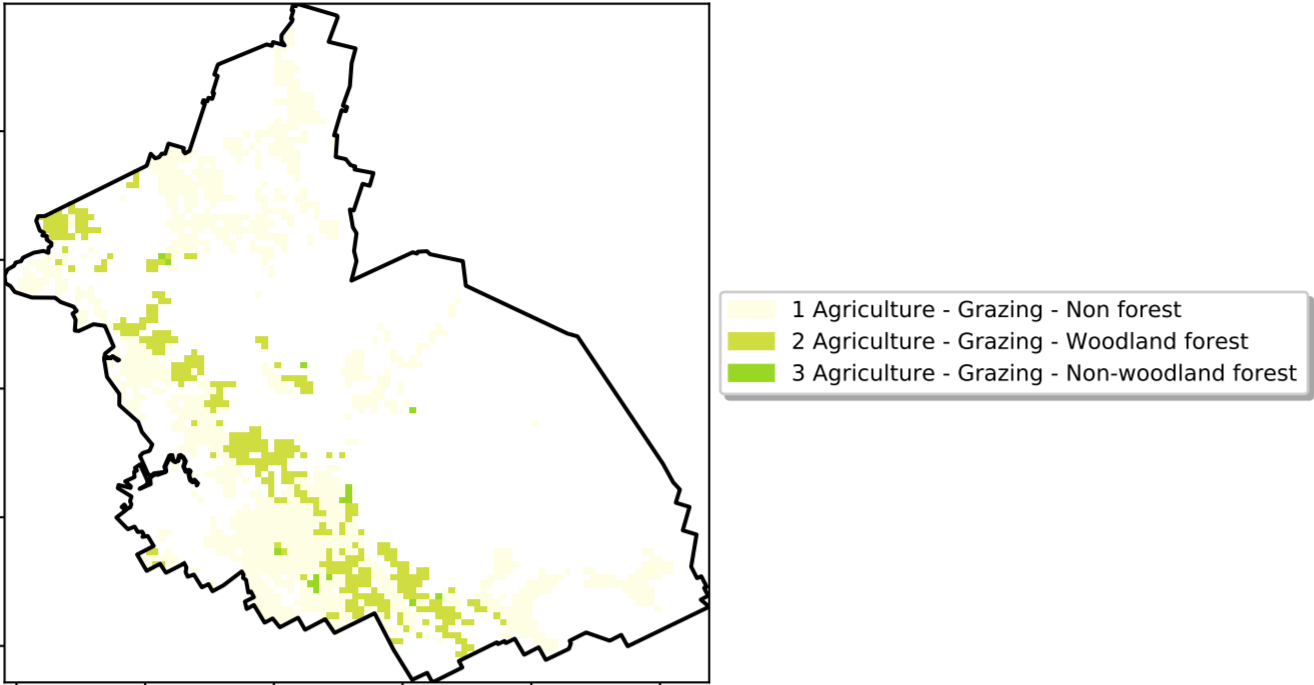 1 Agriculture - Grazing - Non forest
2 Agriculture - Grazing - Woodland forest
3 Agriculture - Grazing - Non-woodland forest